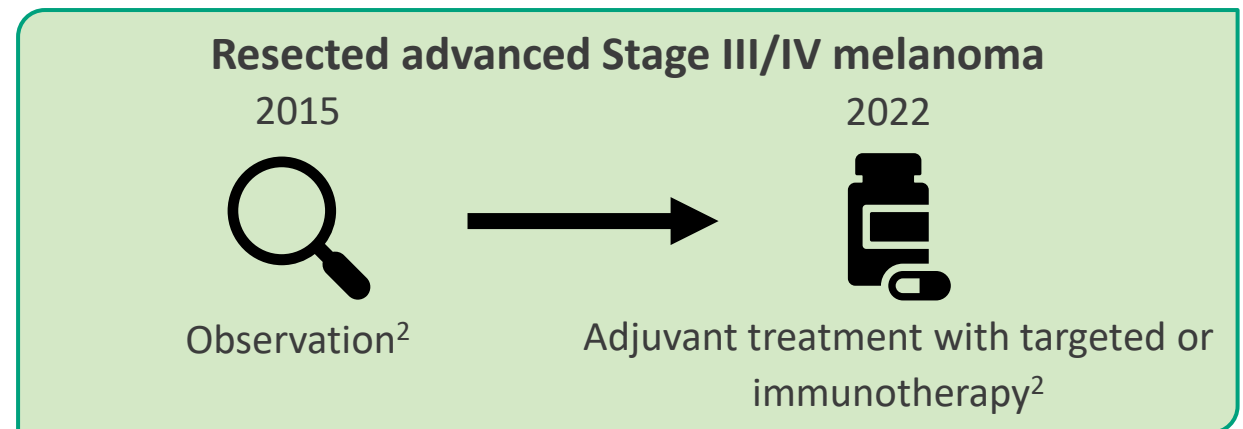 Resected advanced Stage III/IV melanoma
2015
2022
Observation²
Adjuvant treatment with targeted or
immunotherapy²